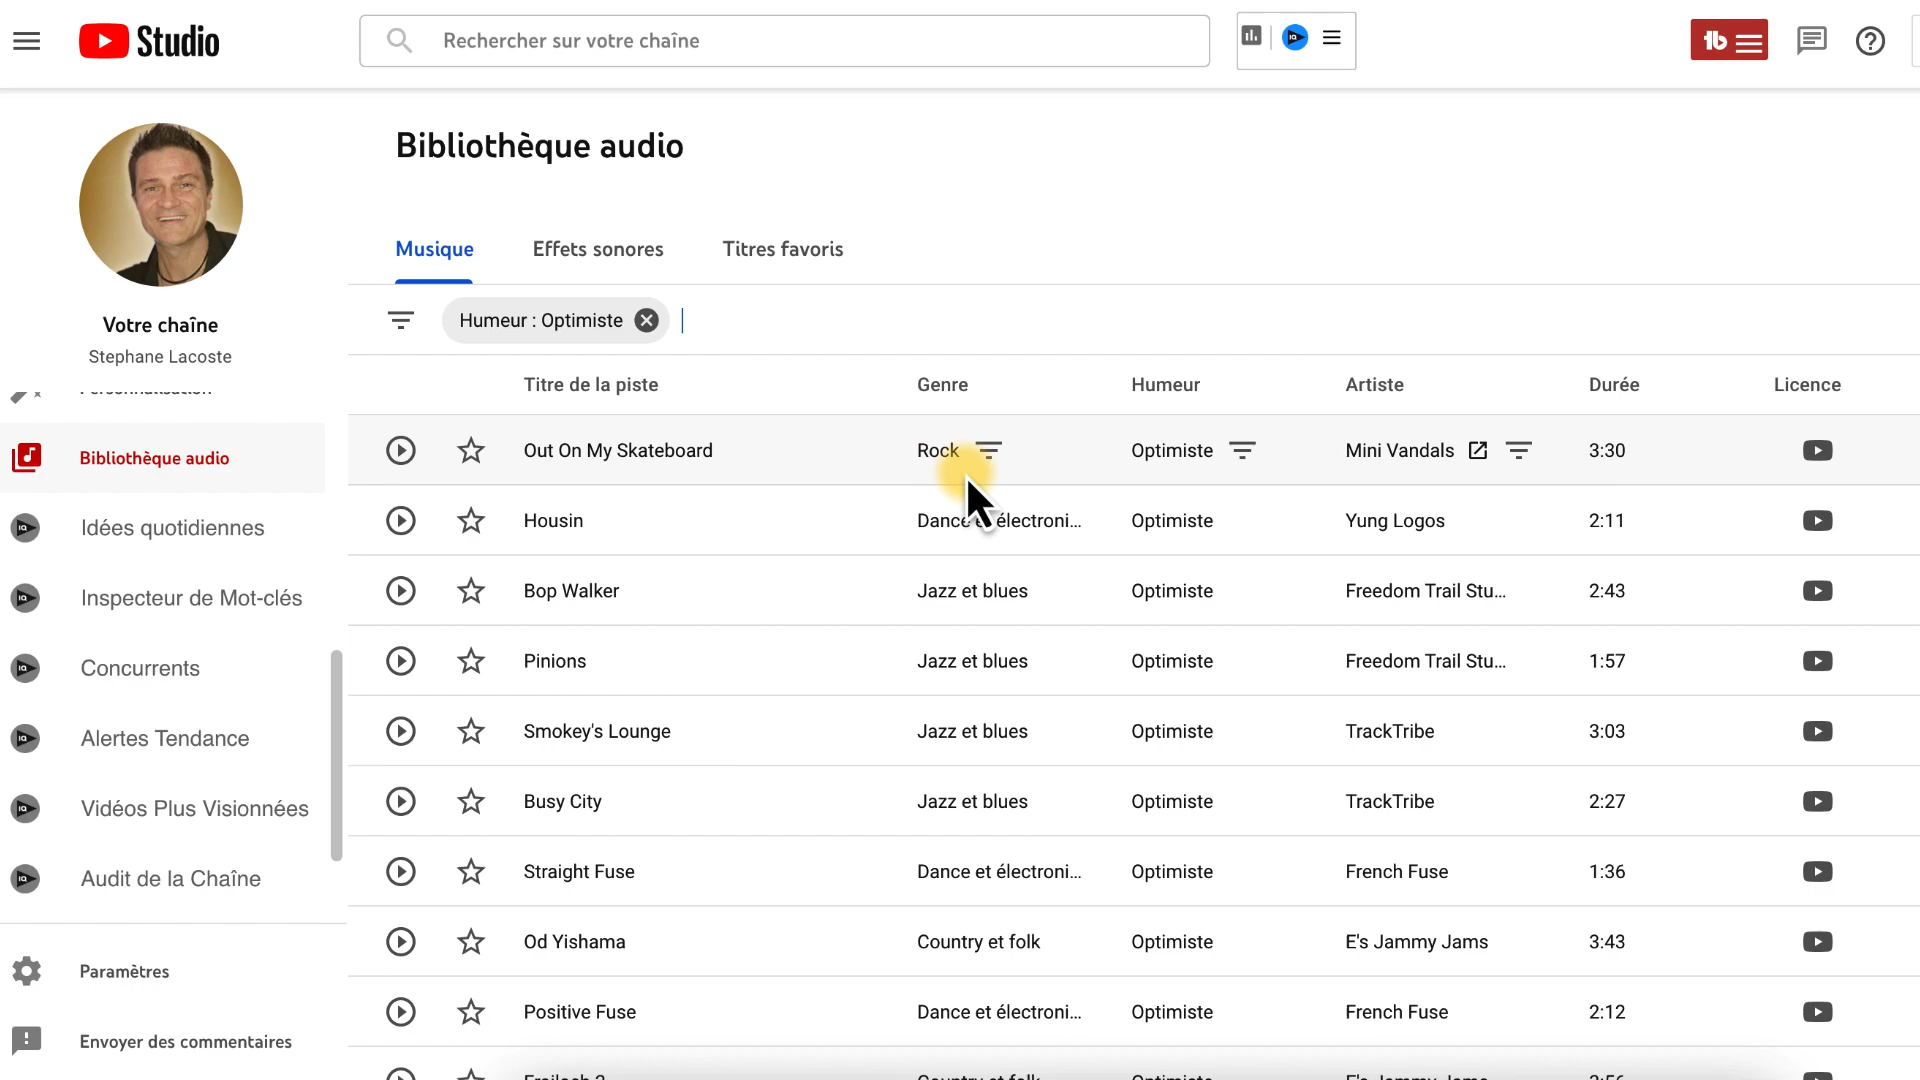 Studio
Rechercher sur votre chaîne
Bibliothèque audio
Musique Effets sonores Titres favoris
Votre chaîne
Stephane Lacoste
Bibliothèque audio
Idées quotidiennes
Inspecteur de Mot-clés
Concurrents
Alertes Tendance
Vidéos Plus Visionnées
Audit de la Chaîne
Paramètres
Envoyer des commentaires
Humeur : Optimiste
Titre de la piste Genre Humeur Artiste Durée Licence
Out On My Skateboard Rock Optimiste Mini Vandals 3:30
Housin Dance et électroni... Optimiste Yung Logos 2:11
Bop Walker Jazz et blues Optimiste Freedom Trail Stu... 2:43
Pinions Jazz et blues Optimiste Freedom Trail Stu... 1:57
Smokey's Lounge Jazz et blues Optimiste TrackTribe 3:03
Busy City Jazz et blues Optimiste TrackTribe 2:27
Straight Fuse Dance et électroni... Optimiste French Fuse 1:36
Od Yishama Country et folk Optimiste E's Jammy Jams 3:43
Positive Fuse Dance et électroni... Optimiste French Fuse 2:12